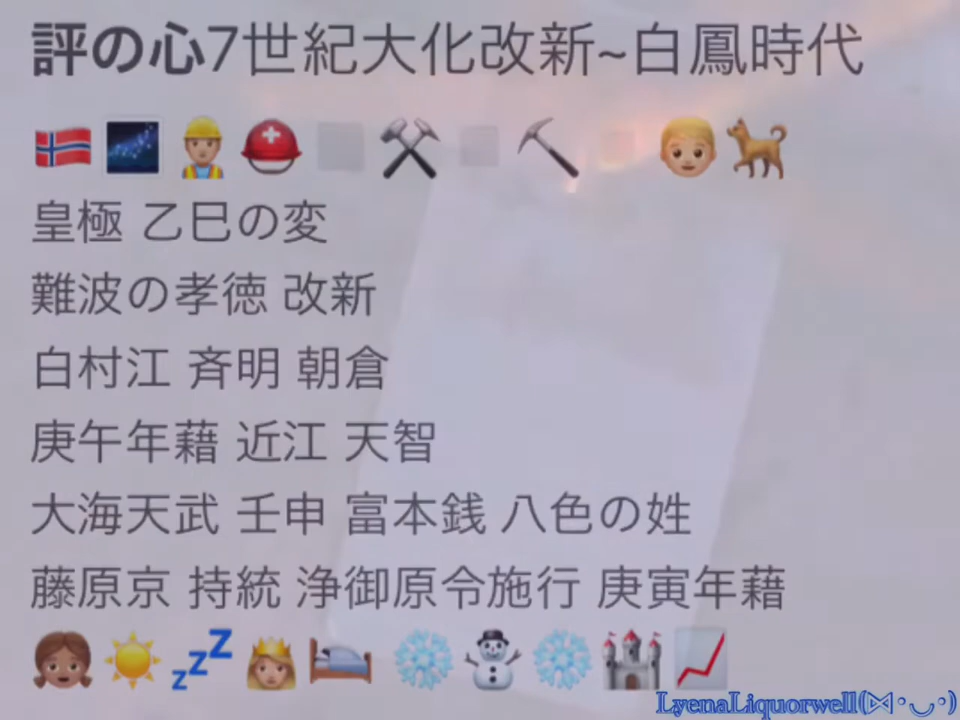 評の心7世紀大化改新~白鳳時代
🇳🇴🌌👷🏼⛑️◽⚒️◽⛏️◽👦🏼🐕
皇極 乙巳の変
難波の孝徳 改新
白村江 斉明 朝倉
庚午年藉 近江 天智
大海天武 壬申 富本銭 八色の姓
藤原京 持統 浄御原令施行 庚寅年藉
👧🏽☀️💤👸🏼🛏️❄️⛄❄️🏰📈
LyenaLiquorwell(⋈・◡・)